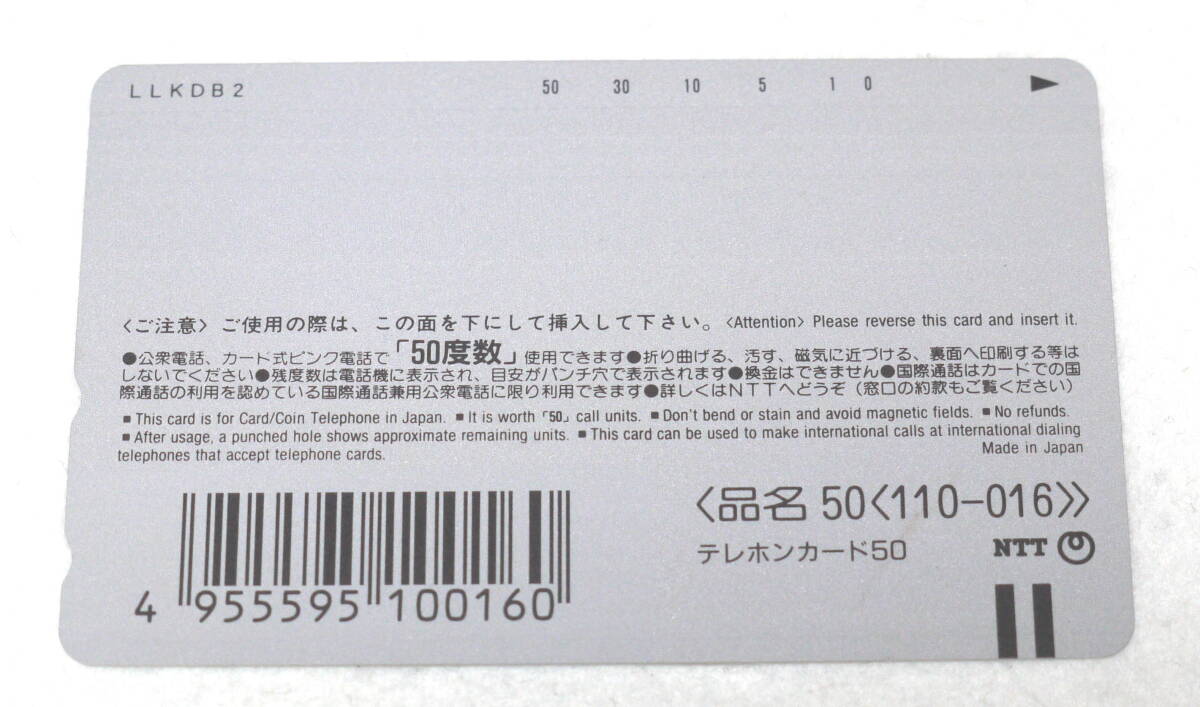 LLKDB2 50 30 10 5 1 0
〈ご注意〉ご使用の際は、この面を下にして挿入して下さい。〈Attention〉Please reverse this card and insert it.
●公衆電話、カード式ピンク電話で「50度数」使用できます●折り曲げる、汚す、磁気に近づける、裏面へ印刷する等は
しないでください●残度数は電話機に表示され、目安がパンチ穴で表示されます●換金はできません●国際通話はカードでの国
際通話の利用を認めている国際通話兼用公衆電話に限り利用できます●詳しくはNTTへどうぞ(窓口の約款もご覧ください)
■This card is for Card/Coin Telephone in Japan. ■It is worth「50」call units. ■Don't bend or stain and avoid magnetic fields. ■No refunds.
■After usage, a punched hole shows approximate remaining units. ■This card can be used to make international calls at international dialing
telephones that accept telephone cards.
Made in Japan
〈品名 50〈110-016〉〉
テレホンカード50
NTT
4 955595 100160